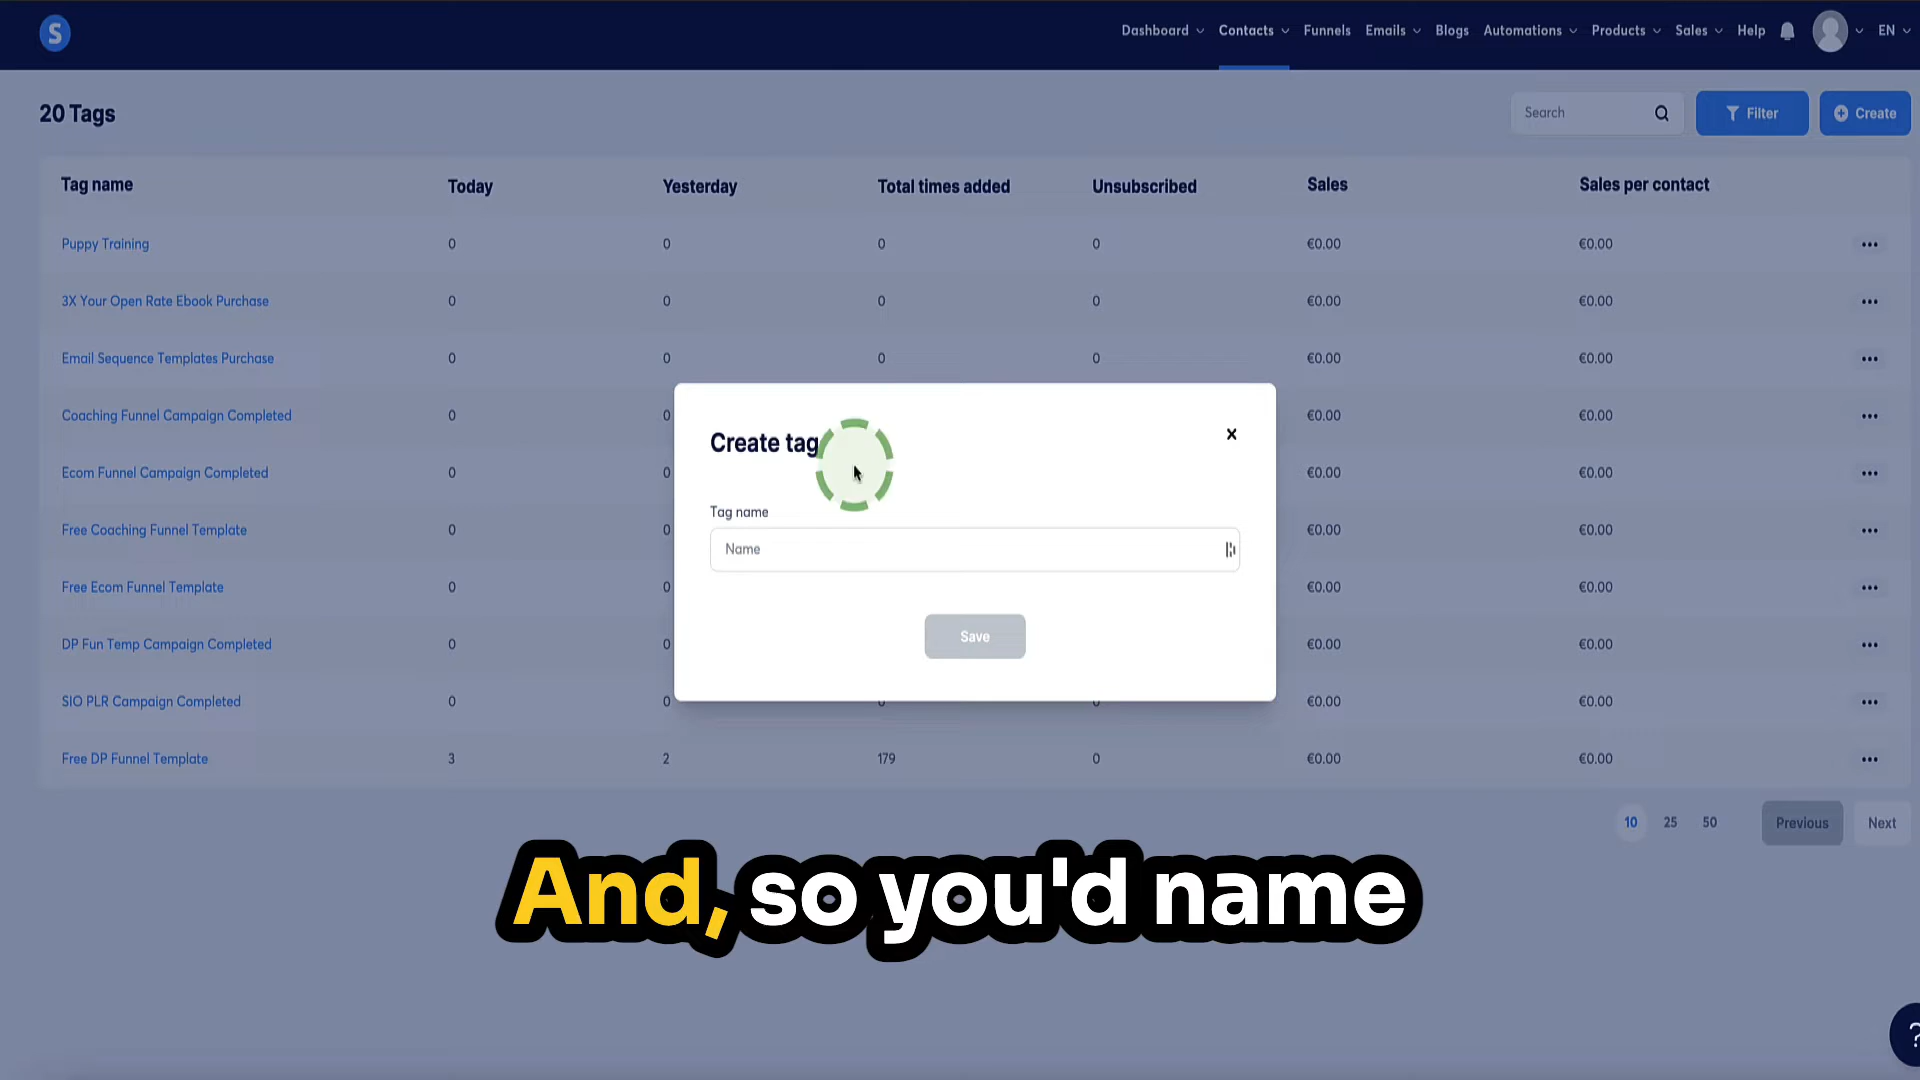 S
Dashboard Contacts Funnels Emails Blogs Automations Products Sales Help EN
20 Tags
Search Filter Create
Tag name Today Yesterday Total times added Unsubscribed Sales Sales per contact
Puppy Training 0 0 0 0 €0.00 €0.00
3X Your Open Rate Ebook Purchase 0 0 0 0 €0.00 €0.00
Email Sequence Templates Purchase 0 0 0 0 €0.00 €0.00
Coaching Funnel Campaign Completed 0 0 €0.00 €0.00
Ecom Funnel Campaign Completed 0 0 €0.00 €0.00
Free Coaching Funnel Template 0 0 €0.00 €0.00
Free Ecom Funnel Template 0 0 €0.00 €0.00
DP Fun Temp Campaign Completed 0 0 €0.00 €0.00
SIO PLR Campaign Completed 0 0 0 0 €0.00 €0.00
Free DP Funnel Template 3 2 179 0 €0.00 €0.00
Create tag
x
Tag name
Name
Save
10 25 50 Previous Next
And, so you'd name
?